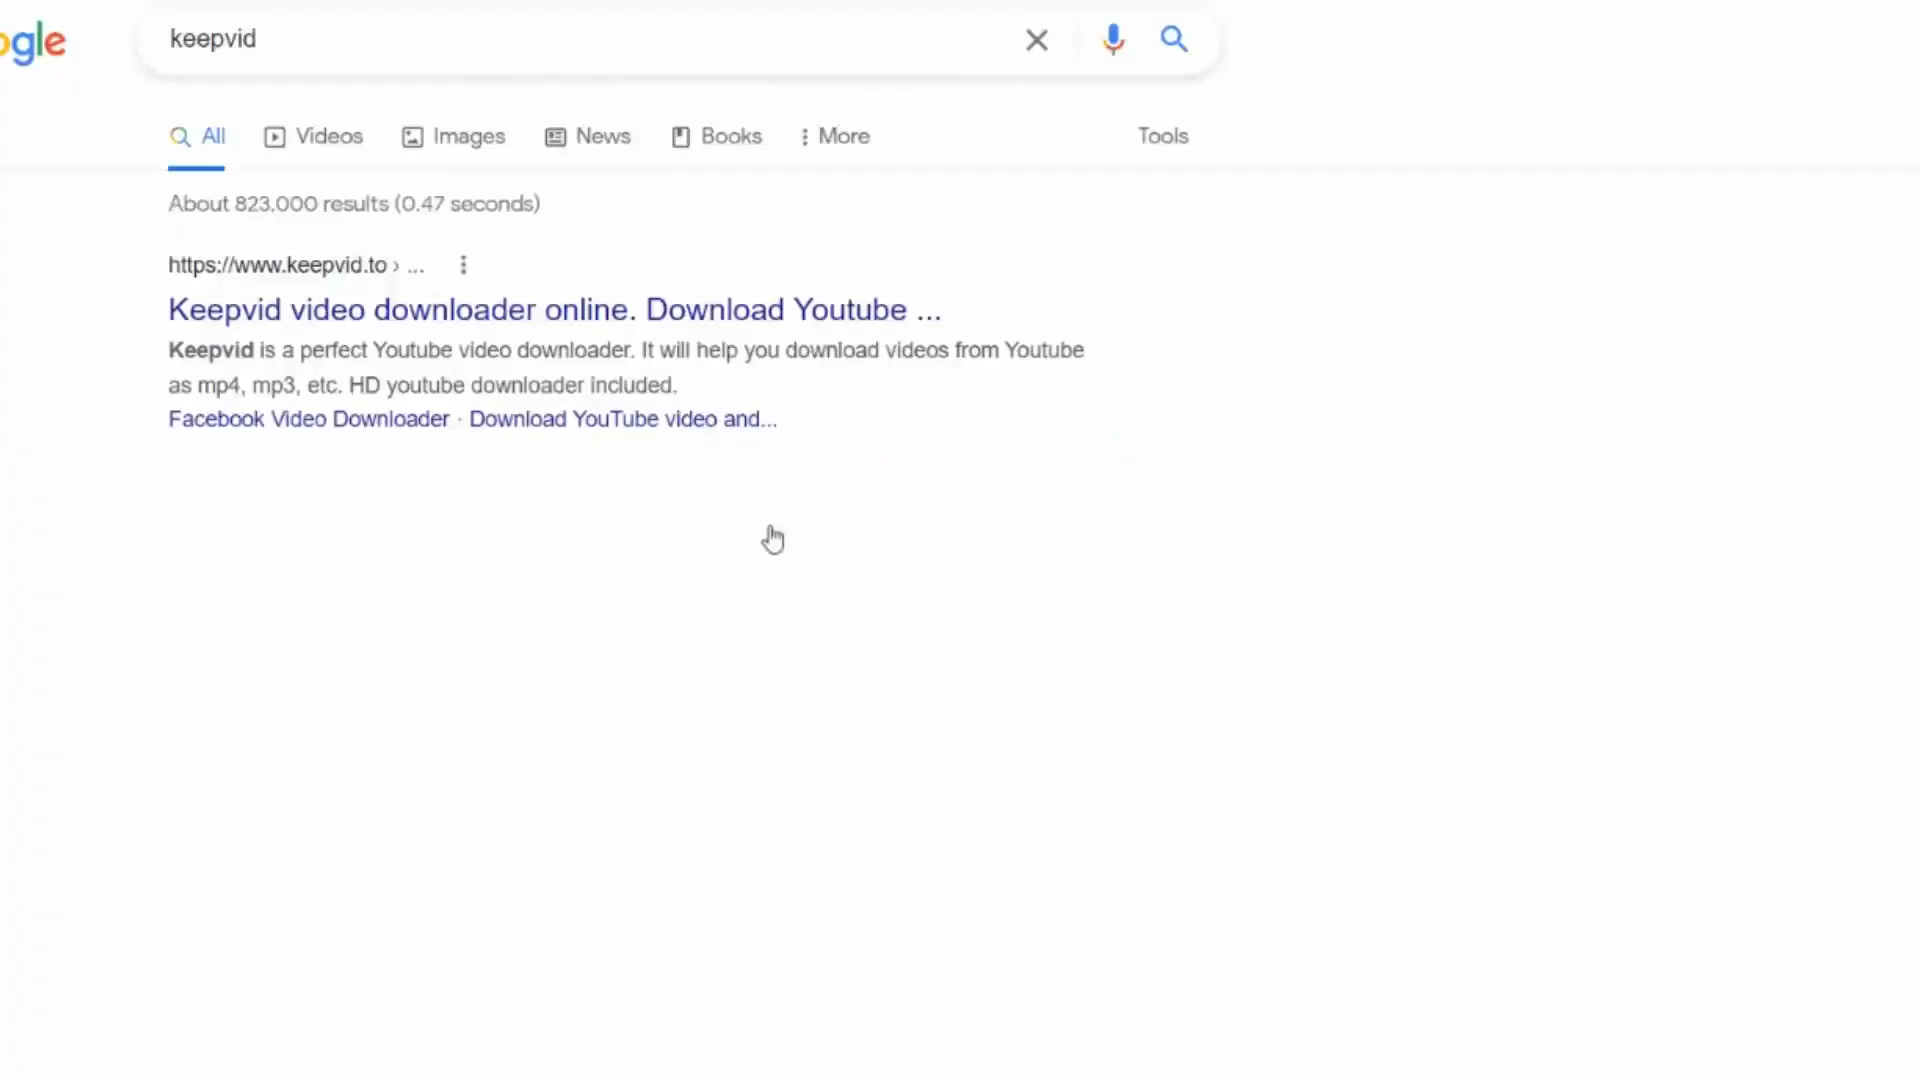 ogle
keepvid
All Videos Images News Books More Tools
About 823,000 results (0.47 seconds)
https://www.keepvid.to › ...
Keepvid video downloader online. Download Youtube ...
Keepvid is a perfect Youtube video downloader. It will help you download videos from Youtube
as mp4, mp3, etc. HD youtube downloader included.
Facebook Video Downloader · Download YouTube video and...